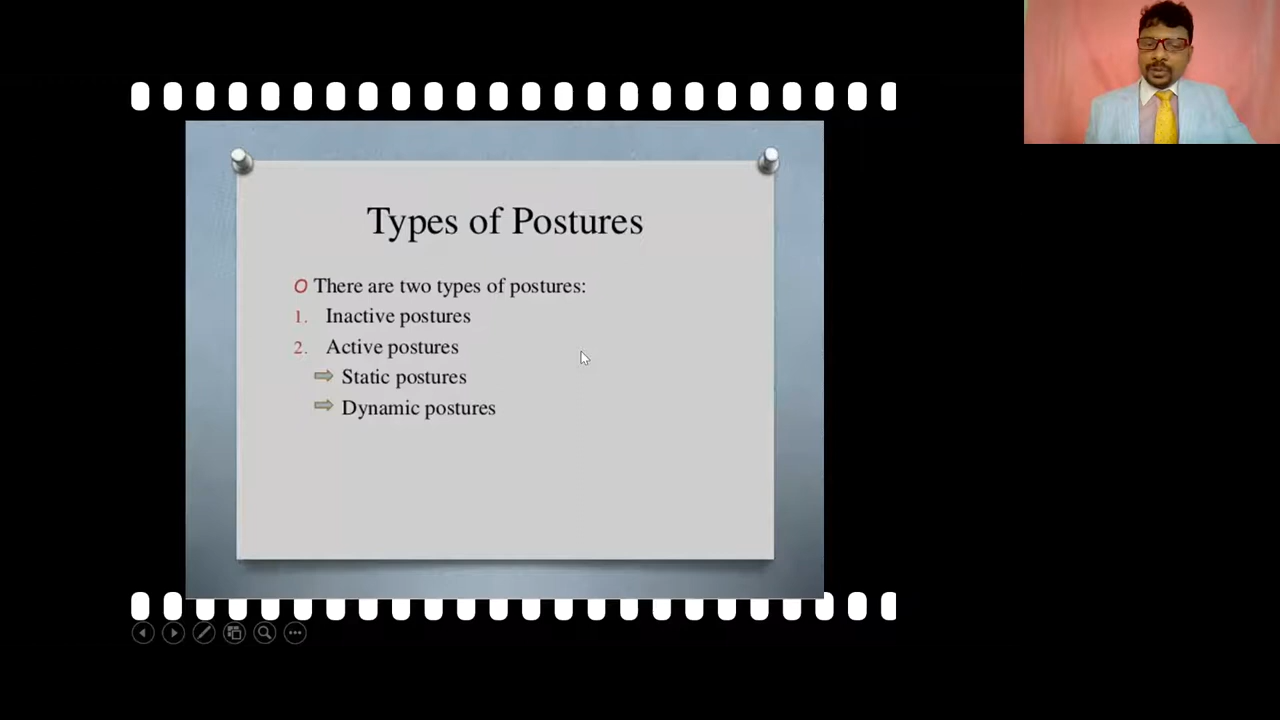 Types of Postures
O There are two types of postures:
1. Inactive postures
2. Active postures
⇨ Static postures
⇨ Dynamic postures